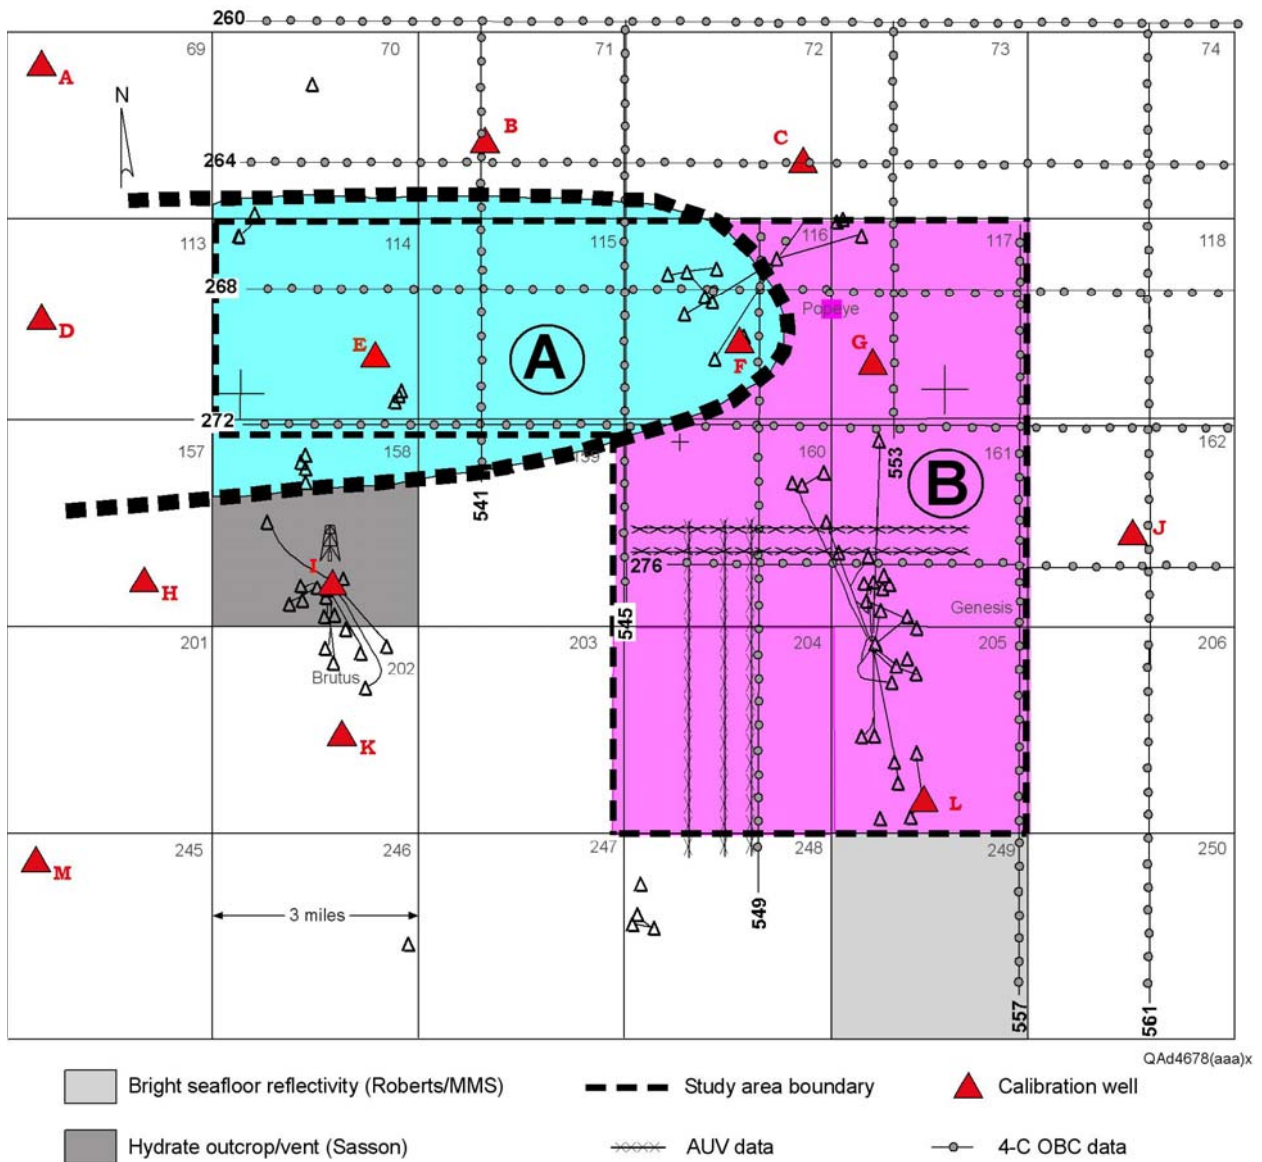 260
69 70 71 72 73 74
A
N
B
C
264
113 114 115 116 117 118
268
D
Popeye
E
A
F
G
272
157 158 159 160 161 162
541
553
B
J
276
I
H
Genesis
545
201 202 203 204 205 206
Brutus
K
L
245 246 247 248 249 250
M
549
3 miles
557
561
QAd4678(aaa)x
Bright seafloor reflectivity (Roberts/MMS) Study area boundary Calibration well
Hydrate outcrop/vent (Sasson) AUV data 4-C OBC data